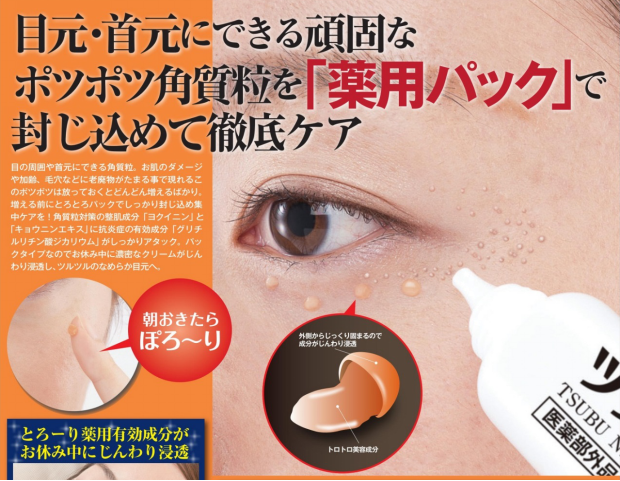 目元・首元にできる頑固な
ポツポツ角質粒を「薬用パック」で
封じ込めて徹底ケア
目の周囲や首元にできる角質粒。お肌のダメージ
や加齢、毛穴などに老廃物がたまる事で現れるこ
のポツポツは放っておくとどんどん増えるばかり。
増える前にとろとろパックでしっかり封じ込め集
中ケアを！角質粒対策の整肌成分「ヨクイニン」と
「キョウニンエキス」に抗炎症の有効成分「グリチ
ルリチン酸ジカリウム」がしっかりアタック。パッ
クタイプなのでお休み中に濃密なクリームがじん
わり浸透し、ツルツルのなめらか目元へ。
朝おきたら
ぽろ〜り
外側からじっくり固まるので
成分がじんわり浸透
トロトロ美容成分
ツ
TSUBU N
医薬部外品
とろーり薬用有効成分が
お休み中にじんわり浸透